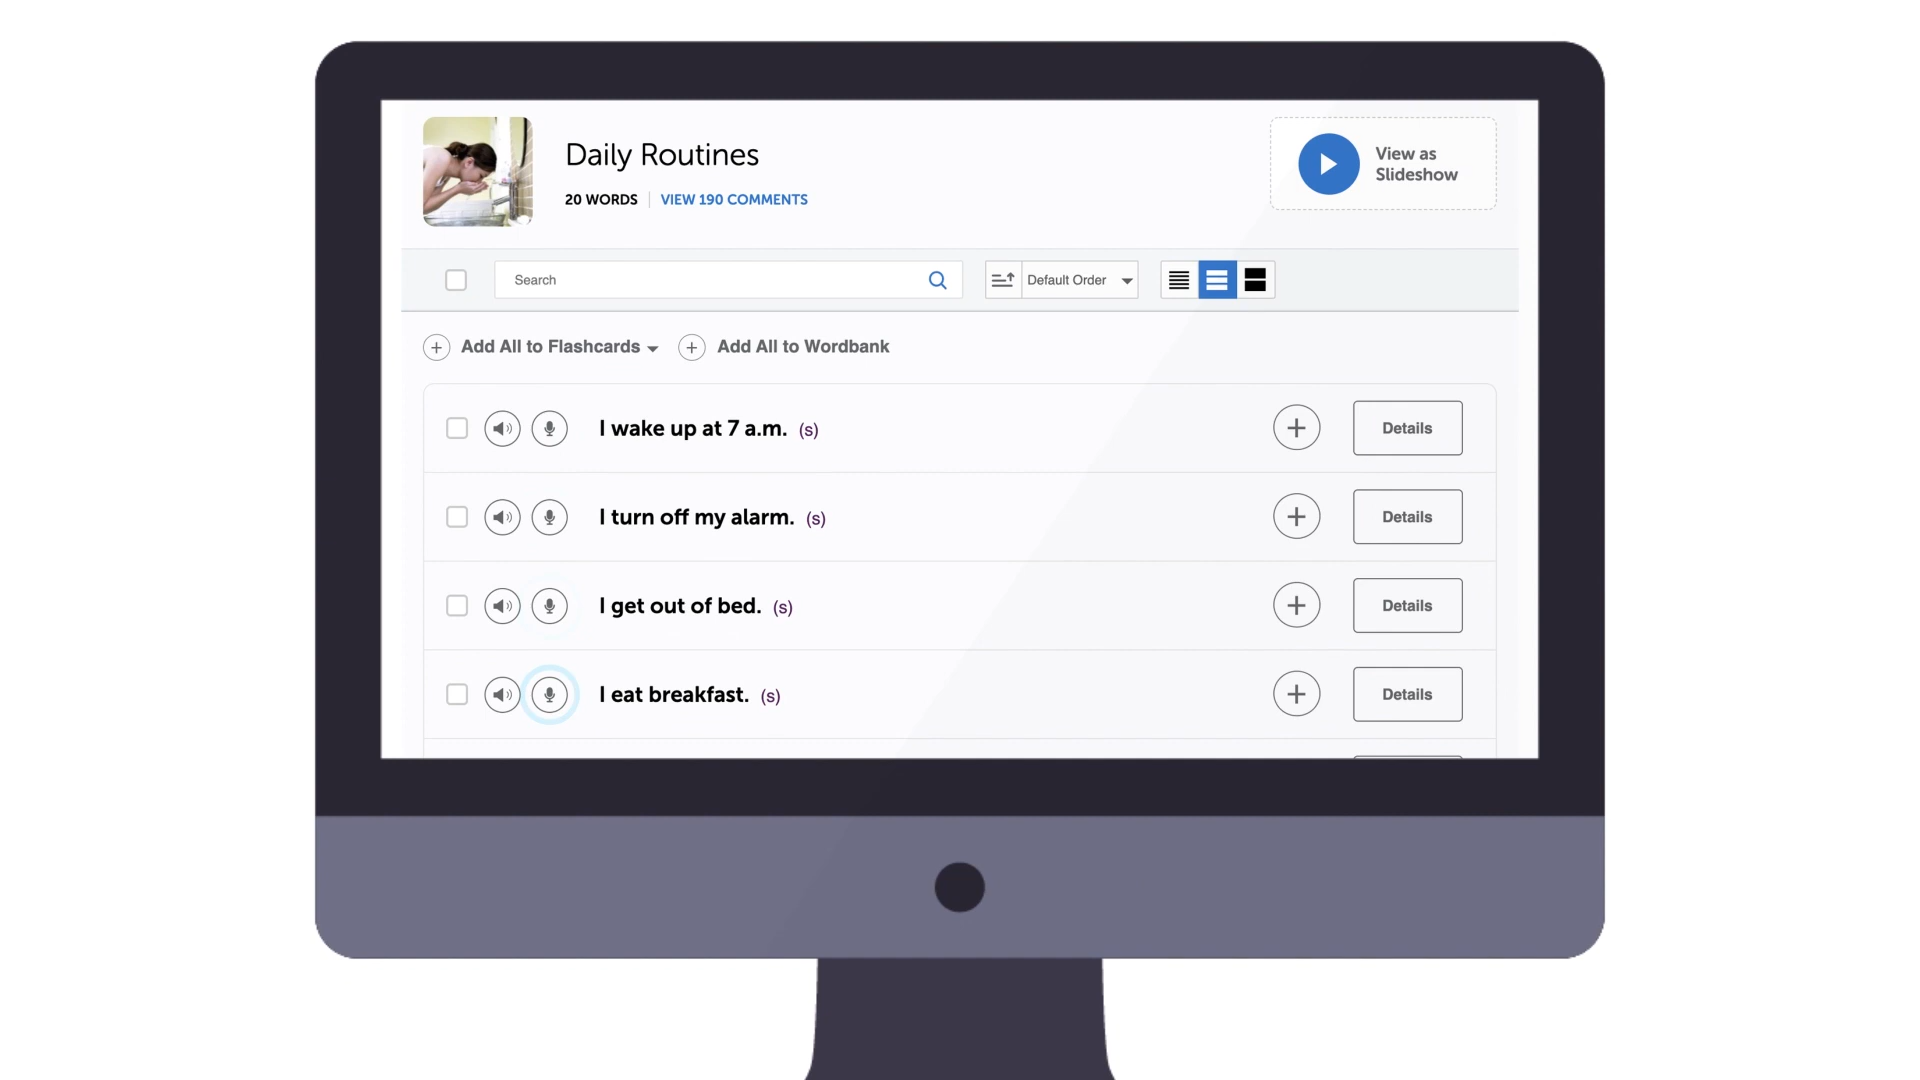 Daily Routines
20 WORDS
VIEW 190 COMMENTS
View as
Slideshow
Search
Default Order
Add All to Flashcards
Add All to Wordbank
I wake up at 7 a.m. (s)
Details
I turn off my alarm. (s)
Details
I get out of bed. (s)
Details
I eat breakfast. (s)
Details